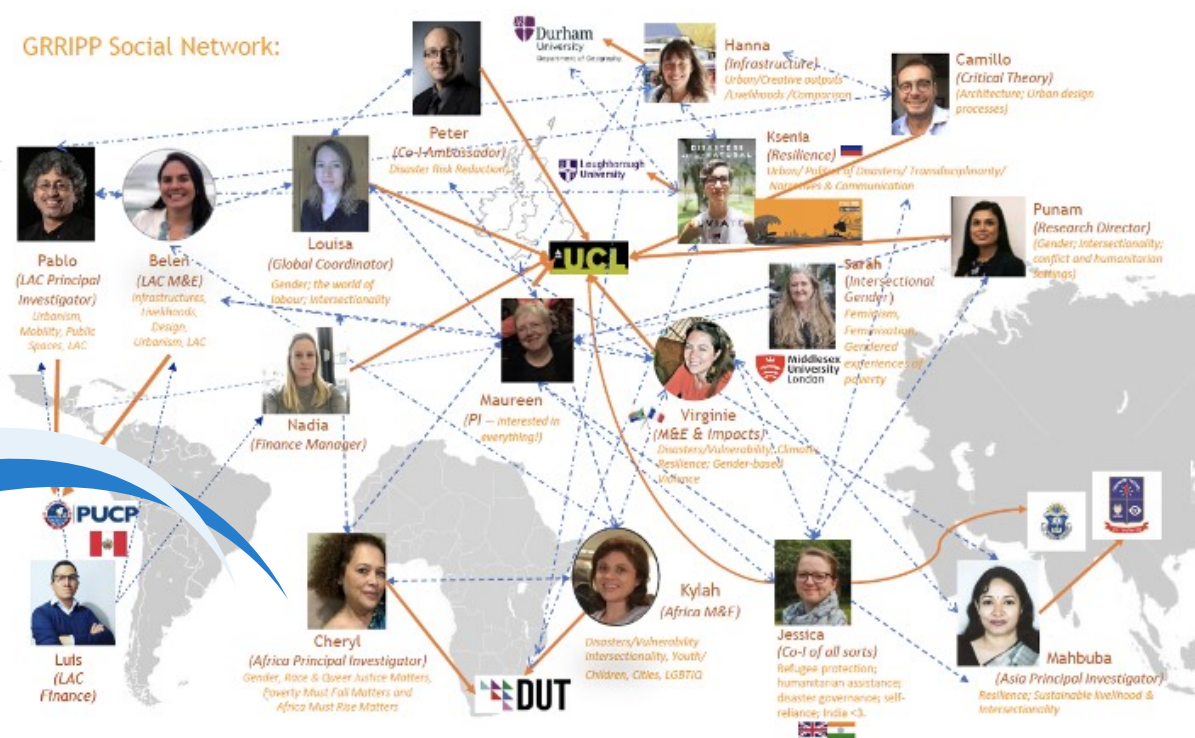 GRRIPP Social Network:
Durham
University
Department of Geography
Hanna
(Infrastructure)
Urban/Creative outputs
/Livelihoods /Comparison
Camillo
(Critical Theory)
(Architecture; Urban design
processes)
Peter
(Co-I Ambassador)
Disaster Risk Reduction
Loughborough
University
DISASTERS
Ksenia
(Resilience)
Urban/ Politics of Disasters/ Transdisciplinarity/
Narratives & Communication
Punam
(Research Director)
(Gender; Intersectionality;
conflict and humanitarian
settings)
Pablo
(LAC Principal
Investigator)
Urbanism,
Mobility, Public
Spaces, LAC
Belen
(LAC M&E)
Infrastructures,
Livelihoods,
Design,
Urbanism, LAC
Louisa
(Global Coordinator)
Gender; the world of
labour; intersectionality
UCL
Sarah
(Intersectional
Gender)
Feminism,
Feminisation,
Gendered
experiences of
poverty
Middlesex
University
London
Nadia
(Finance Manager)
Maureen
(PI — interested in
everything!)
Virginie
(M&E & Impacts)
Disasters/Vulnerability, Climate
Resilience; Gender-based
Violence
PUCP
Luis
(LAC
Finance)
Cheryl
(Africa Principal Investigator)
Gender, Race & Queer Justice Matters,
Poverty Must Fall Matters and
Africa Must Rise Matters
DUT
Kylah
(Africa M&E)
Disasters/Vulnerability
Intersectionality, Youth/
Children, Cities, LGBTIQ
Jessica
(Co-I of all sorts)
Refugee protection;
humanitarian assistance;
disaster governance; self-
reliance; India <3.
Mahbuba
(Asia Principal Investigator)
Resilience; Sustainable livelihood &
Intersectionality